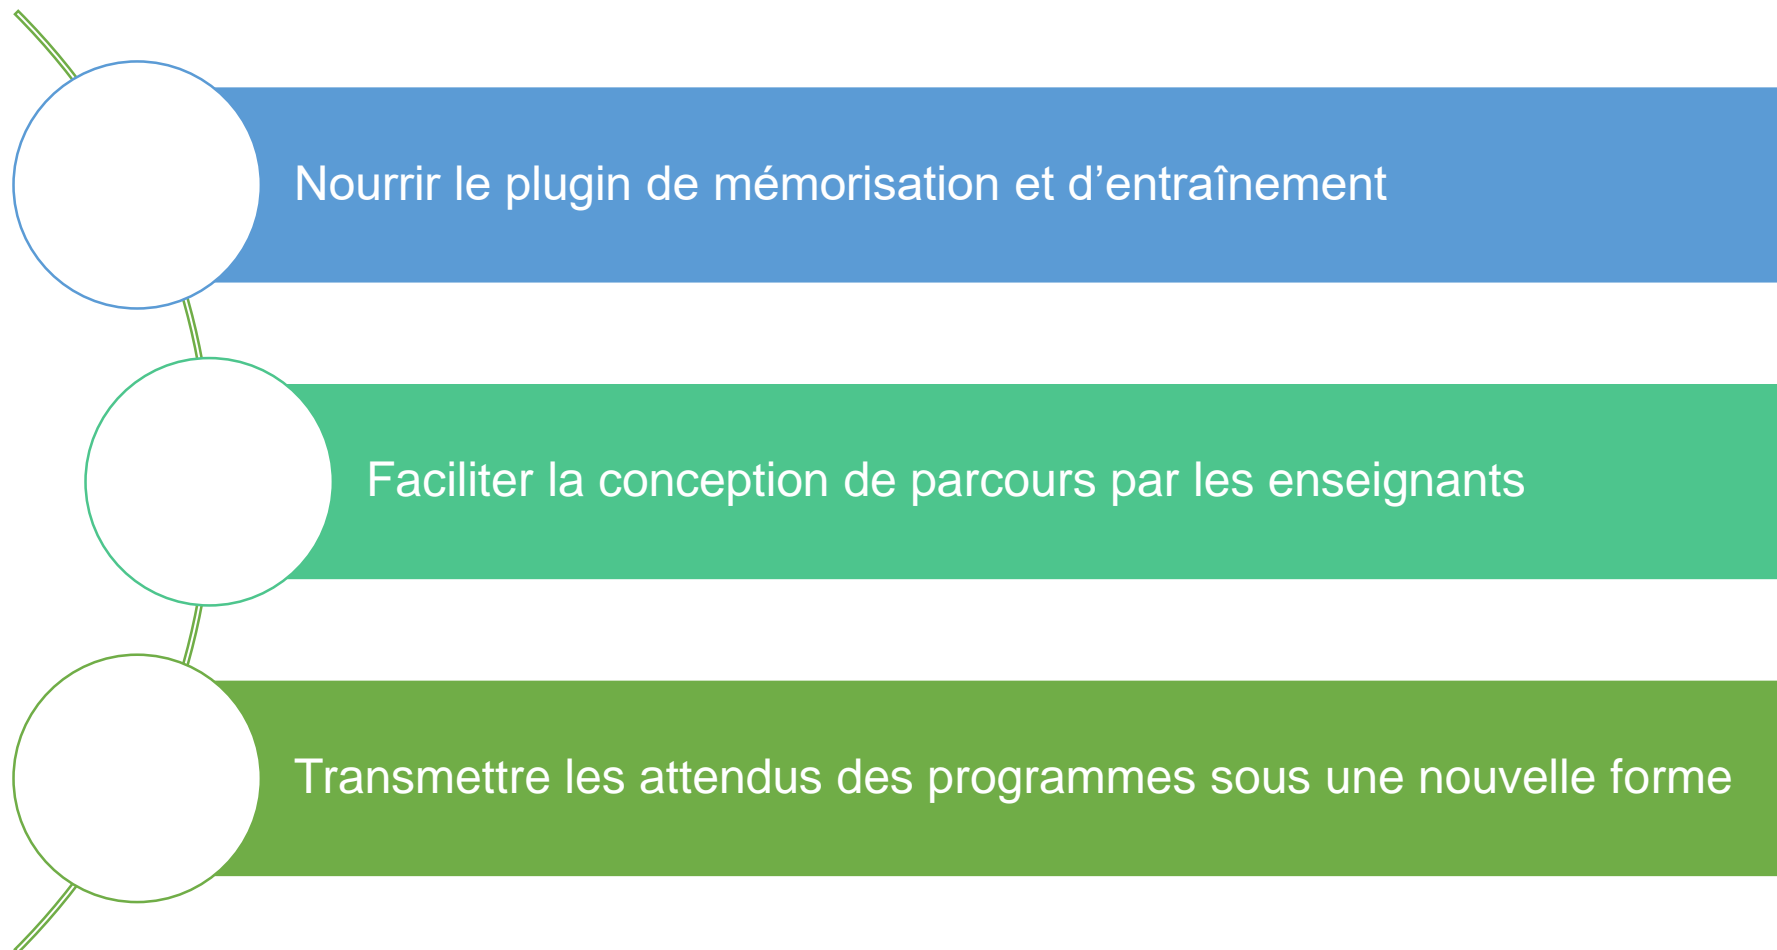 Nourrir le plugin de mémorisation et d’entraînement
Faciliter la conception de parcours par les enseignants
Transmettre les attendus des programmes sous une nouvelle forme